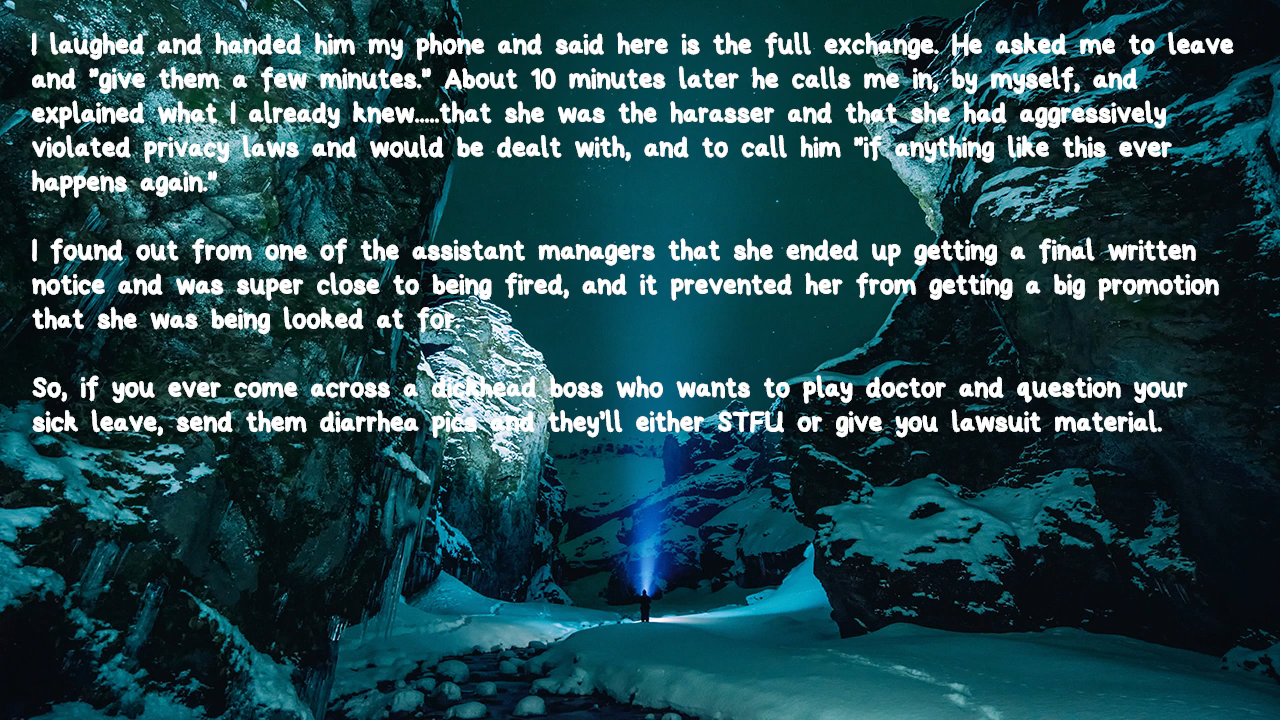 I laughed and handed him my phone and said here is the full exchange. He asked me to leave
and "give them a few minutes." About 10 minutes later he calls me in, by myself, and
explained what I already knew.....that she was the harasser and that she had aggressively
violated privacy laws and would be dealt with, and to call him "if anything like this ever
happens again."
I found out from one of the assistant managers that she ended up getting a final written
notice and was super close to being fired, and it prevented her from getting a big promotion
that she was being looked at for.
So, if you ever come across a dickhead boss who wants to play doctor and question your
sick leave, send them diarrhea pics and they'll either STFU or give you lawsuit material.